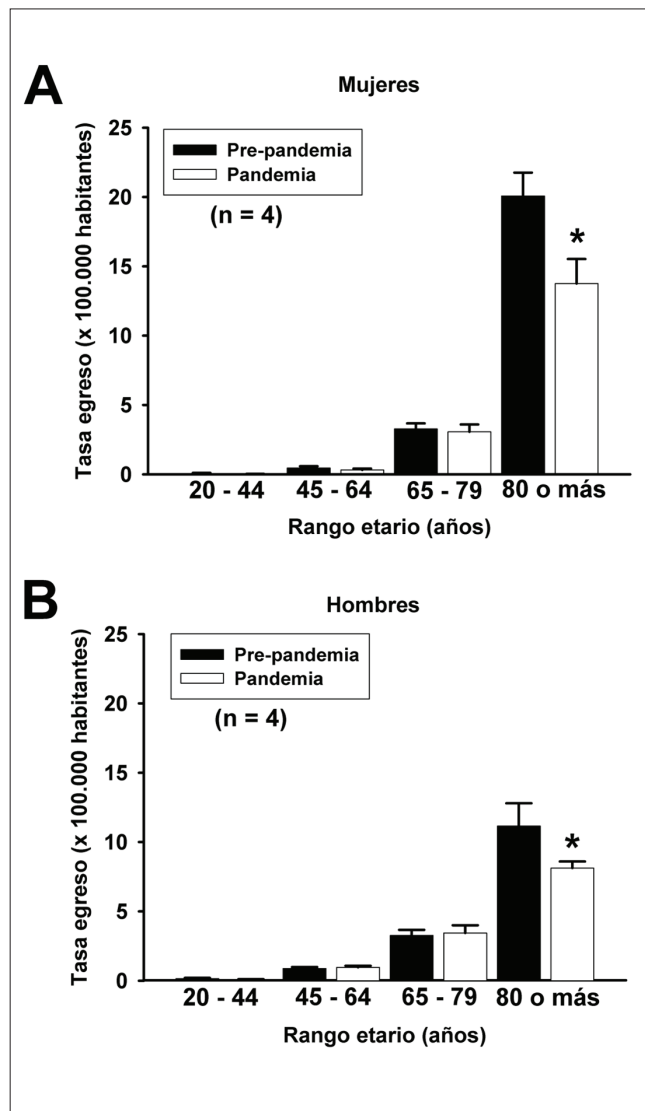 A
Mujeres
Tasa egreso (x 100.000 habitantes)
25
20
15
10
5
0
Pre-pandemia
Pandemia
(n = 4)
*
20 - 44 45 - 64 65 - 79 80 o más
Rango etario (años)
B
Hombres
Tasa egreso (x 100.000 habitantes)
25
20
15
10
5
0
Pre-pandemia
Pandemia
(n = 4)
*
20 - 44 45 - 64 65 - 79 80 o más
Rango etario (años)